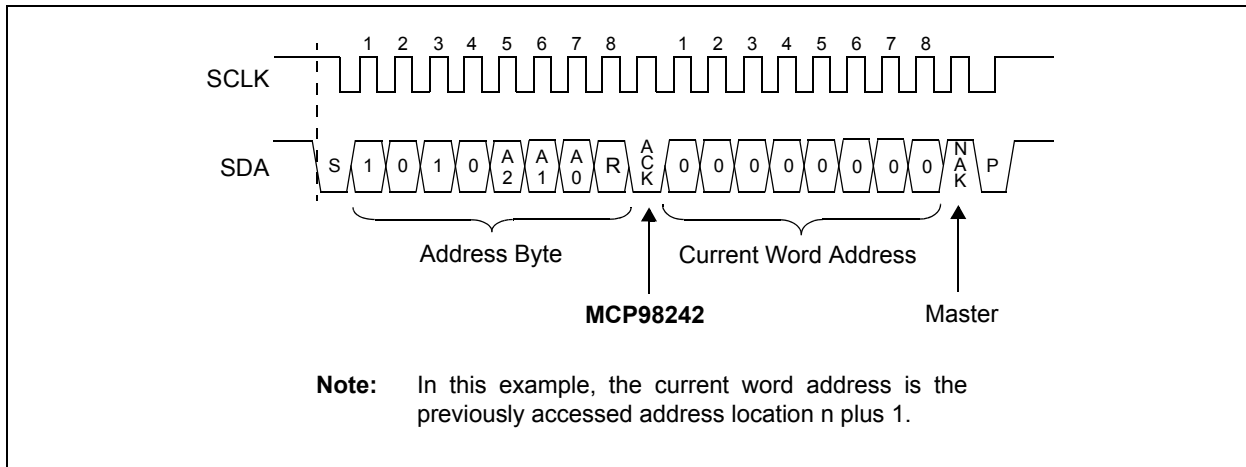 1 2 3 4 5 6 7 8 1 2 3 4 5 6 7 8
SCLK
SDA S 1 0 1 0 A2 A1 A0 R ACK 0 0 0 0 0 0 0 0 NAK P
Address Byte Current Word Address
MCP98242 Master
Note: In this example, the current word address is the
previously accessed address location n plus 1.